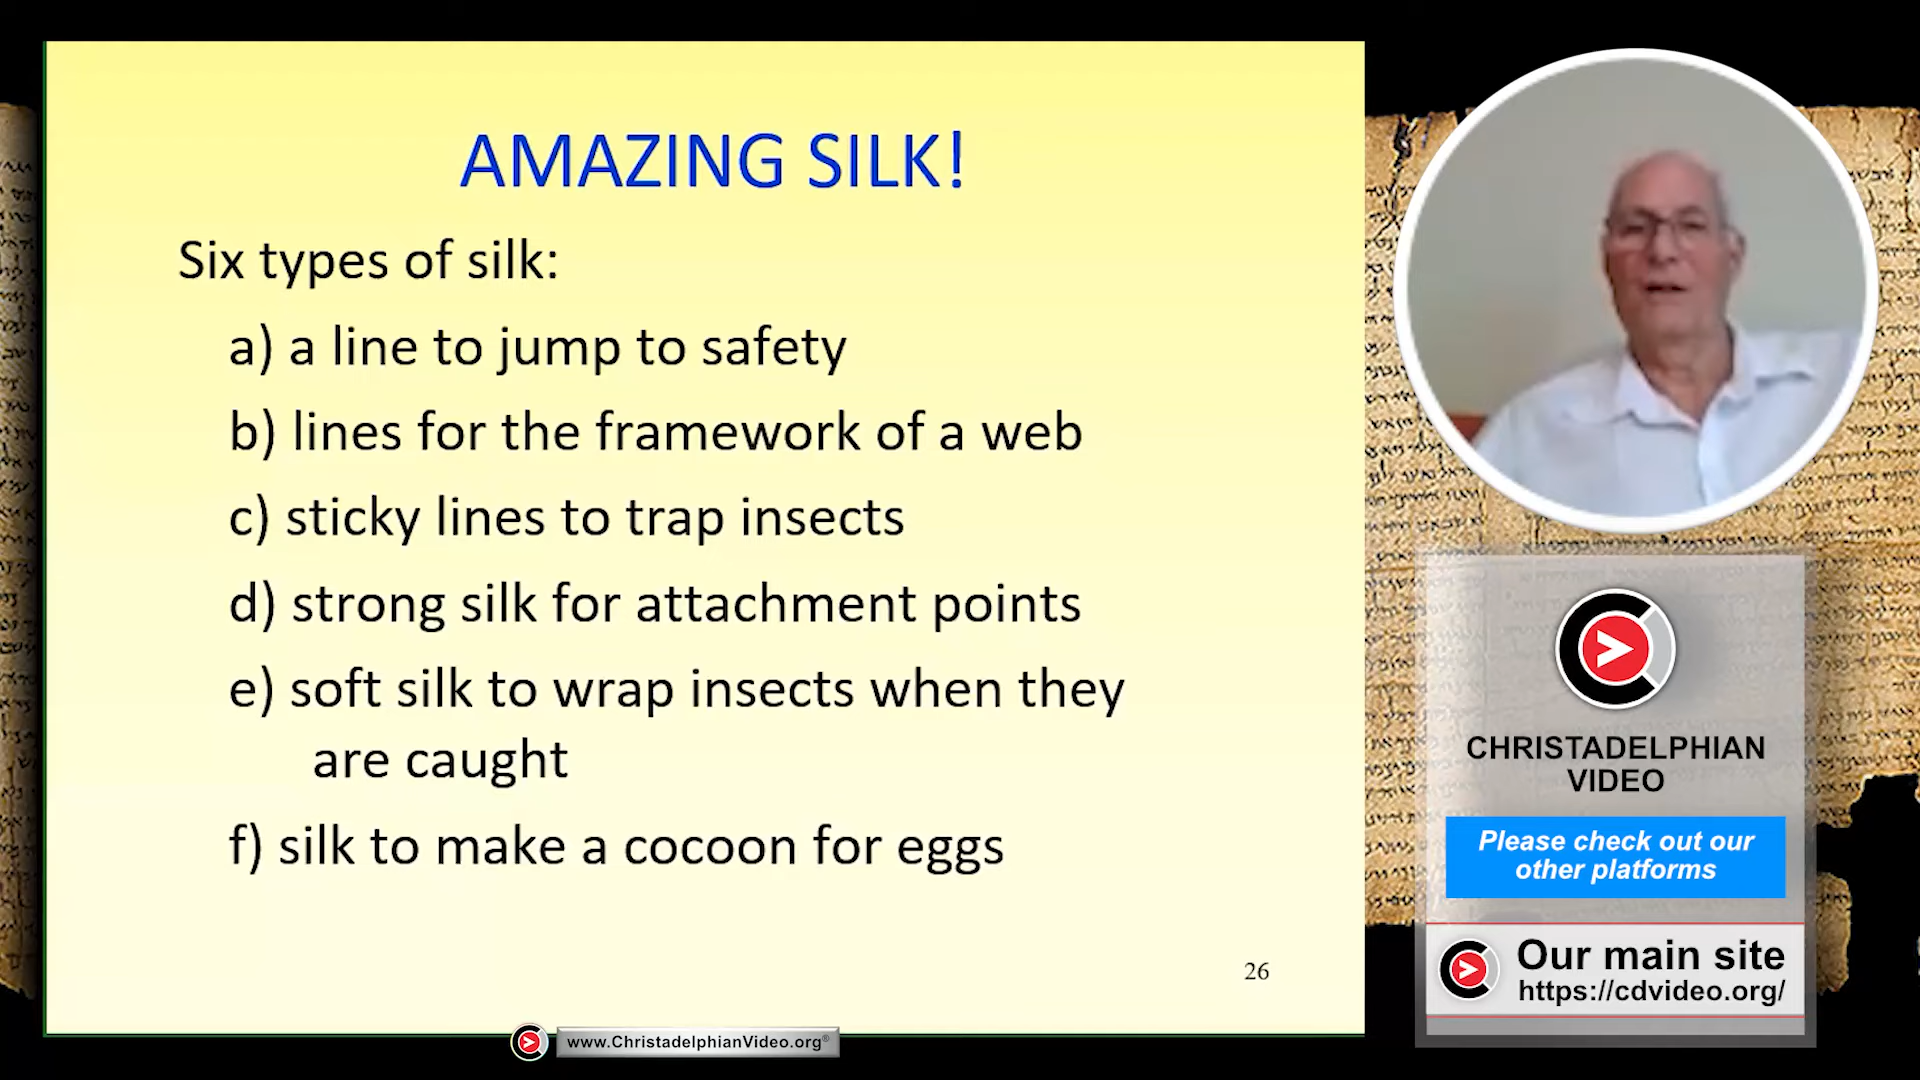 AMAZING SILK!
Six types of silk:
a) a line to jump to safety
b) lines for the framework of a web
c) sticky lines to trap insects
d) strong silk for attachment points
e) soft silk to wrap insects when they
are caught
f) silk to make a cocoon for eggs
26
www.ChristadelphianVideo.org®
CHRISTADELPHIAN
VIDEO
Please check out our
other platforms
Our main site
https://cdvideo.org/